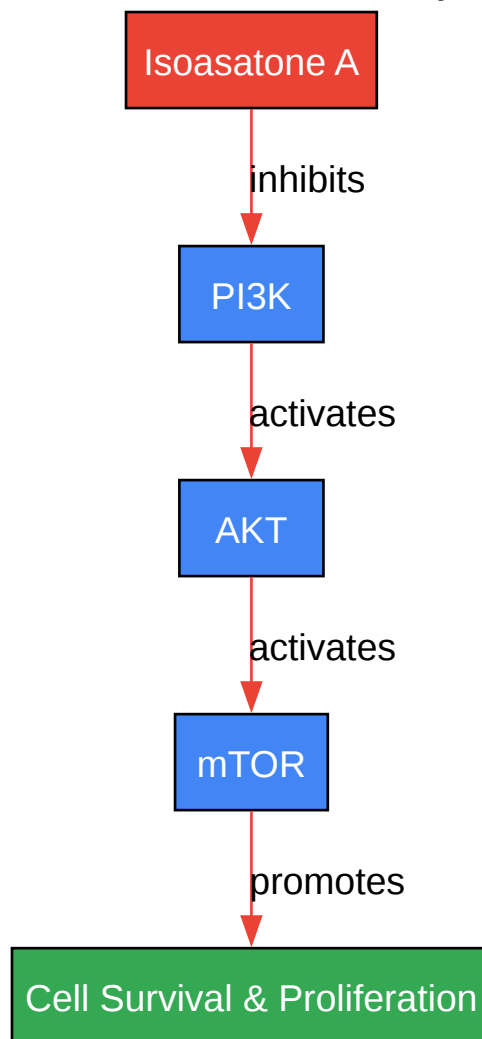 Isoasatone A
inhibits
PI3K
activates
AKT
activates
mTOR
promotes
Cell Survival & Proliferation